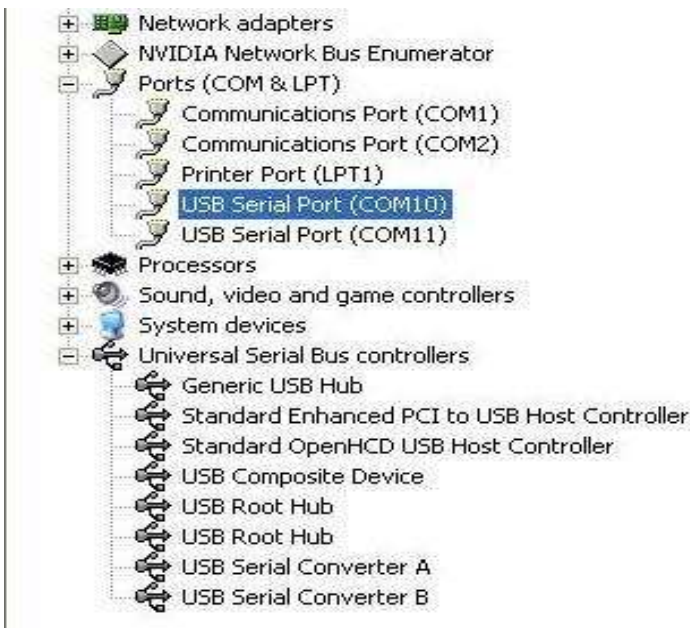 Network adapters
NVIDIA Network Bus Enumerator
Ports (COM & LPT)
Communications Port (COM1)
Communications Port (COM2)
Printer Port (LPT1)
USB Serial Port (COM10)
USB Serial Port (COM11)
Processors
Sound, video and game controllers
System devices
Universal Serial Bus controllers
Generic USB Hub
Standard Enhanced PCI to USB Host Controller
Standard OpenHCD USB Host Controller
USB Composite Device
USB Root Hub
USB Root Hub
USB Serial Converter A
USB Serial Converter B